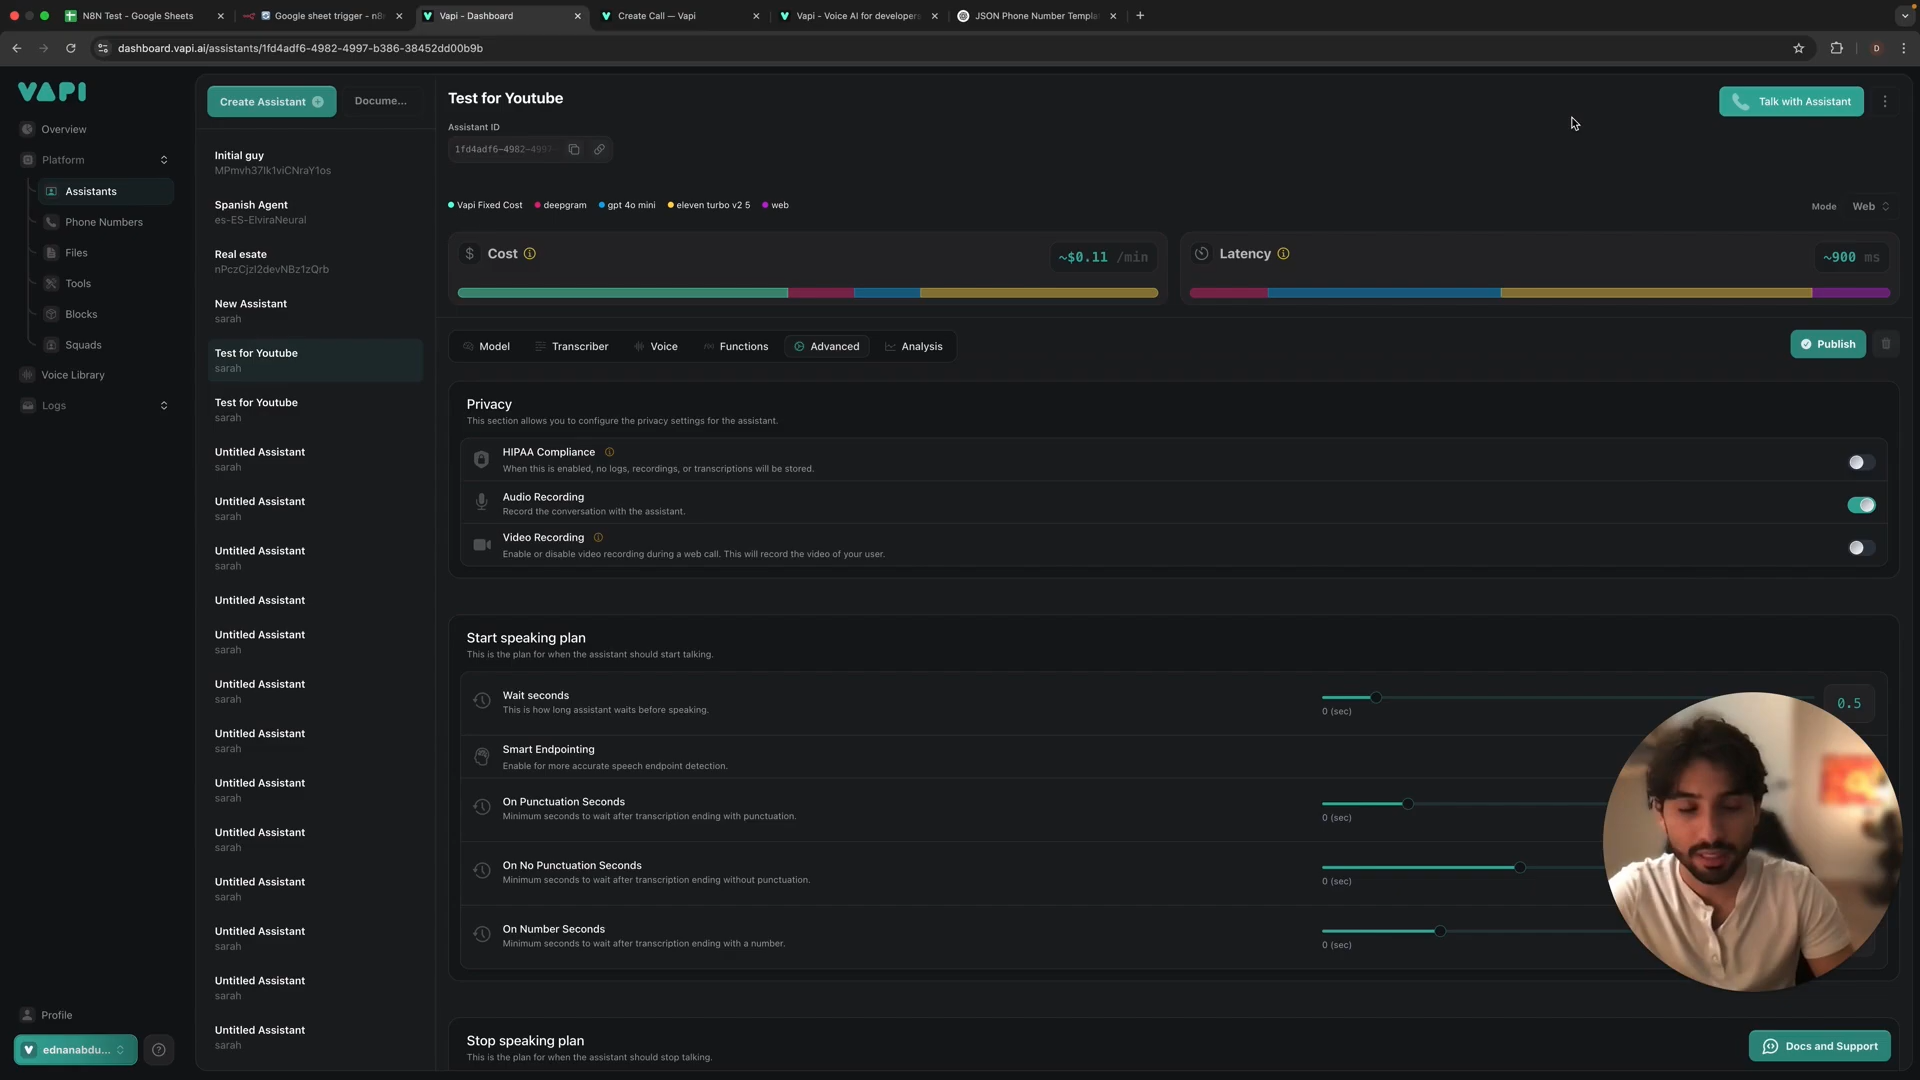 N8N Test - Google Sheets
Google sheet trigger - n8n
Vapi - Dashboard
Create Call — Vapi
Vapi - Voice AI for developers
JSON Phone Number Templa
dashboard.vapi.ai/assistants/1fd4adf6-4982-4997-b386-38452dd00b9b
D
VAPI
Overview
Platform
Assistants
Phone Numbers
Files
Tools
Blocks
Squads
Voice Library
Logs
Profile
ednanabdu...
Create Assistant
Docume...
Initial guy
MPmvh37Ik1viCNraY1os
Spanish Agent
es-ES-ElviraNeural
Real esate
nPczCjzI2devNBz1zQrb
New Assistant
sarah
Test for Youtube
sarah
Test for Youtube
sarah
Untitled Assistant
sarah
Untitled Assistant
sarah
Untitled Assistant
sarah
Untitled Assistant
Untitled Assistant
sarah
Untitled Assistant
sarah
Untitled Assistant
sarah
Untitled Assistant
sarah
Untitled Assistant
sarah
Untitled Assistant
sarah
Untitled Assistant
sarah
Untitled Assistant
sarah
Untitled Assistant
sarah
Test for Youtube
Talk with Assistant
Assistant ID
1fd4adf6-4982-4997-
Vapi Fixed Cost deepgram gpt 4o mini eleven turbo v2 5 web
Mode Web
Cost
~$0.11 /min
Latency
~900 ms
Model Transcriber Voice Functions Advanced Analysis
Publish
Privacy
This section allows you to configure the privacy settings for the assistant.
HIPAA Compliance
When this is enabled, no logs, recordings, or transcriptions will be stored.
Audio Recording
Record the conversation with the assistant.
Video Recording
Enable or disable video recording during a web call. This will record the video of your user.
Start speaking plan
This is the plan for when the assistant should start talking.
Wait seconds
This is how long assistant waits before speaking.
0 (sec)
0.5
Smart Endpointing
Enable for more accurate speech endpoint detection.
On Punctuation Seconds
Minimum seconds to wait after transcription ending with punctuation.
0 (sec)
On No Punctuation Seconds
Minimum seconds to wait after transcription ending without punctuation.
0 (sec)
On Number Seconds
Minimum seconds to wait after transcription ending with a number.
0 (sec)
Stop speaking plan
This is the plan for when the assistant should stop talking.
Docs and Support